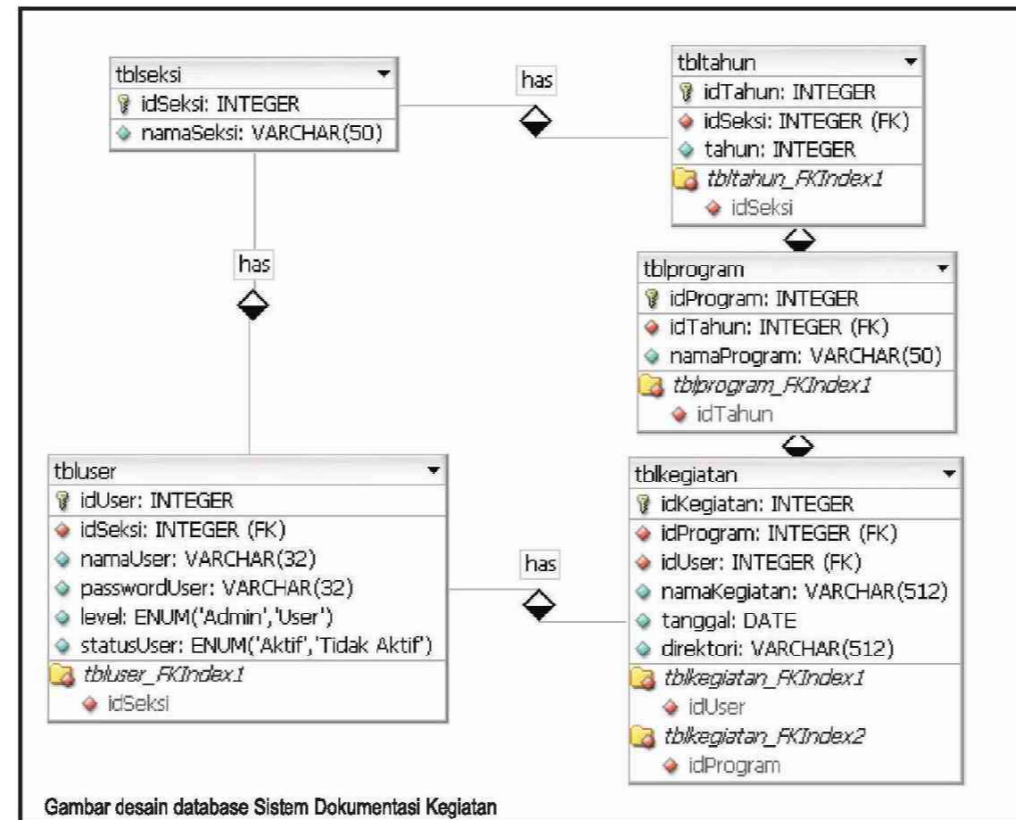 tblseksi
idSeksi: INTEGER
namaSeksi: VARCHAR(50)
has
tbltahun
idTahun: INTEGER
idSeksi: INTEGER (FK)
tahun: INTEGER
tbltahun_FKIndex1
idSeksi
has
tblprogram
idProgram: INTEGER
idTahun: INTEGER (FK)
namaProgram: VARCHAR(50)
tblprogram_FKIndex1
idTahun
tbluser
idUser: INTEGER
idSeksi: INTEGER (FK)
namaUser: VARCHAR(32)
passwordUser: VARCHAR(32)
level: ENUM('Admin','User')
statusUser: ENUM('Aktif','Tidak Aktif')
tbluser_FKIndex1
idSeksi
has
tblkegiatan
idKegiatan: INTEGER
idProgram: INTEGER (FK)
idUser: INTEGER (FK)
namaKegiatan: VARCHAR(512)
tanggal: DATE
direktori: VARCHAR(512)
tblkegiatan_FKIndex1
idUser
tblkegiatan_FKIndex2
idProgram
Gambar desain database Sistem Dokumentasi Kegiatan